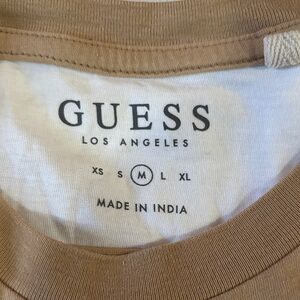 GUESS
LOS ANGELES
XS S M L XL
MADE IN INDIA